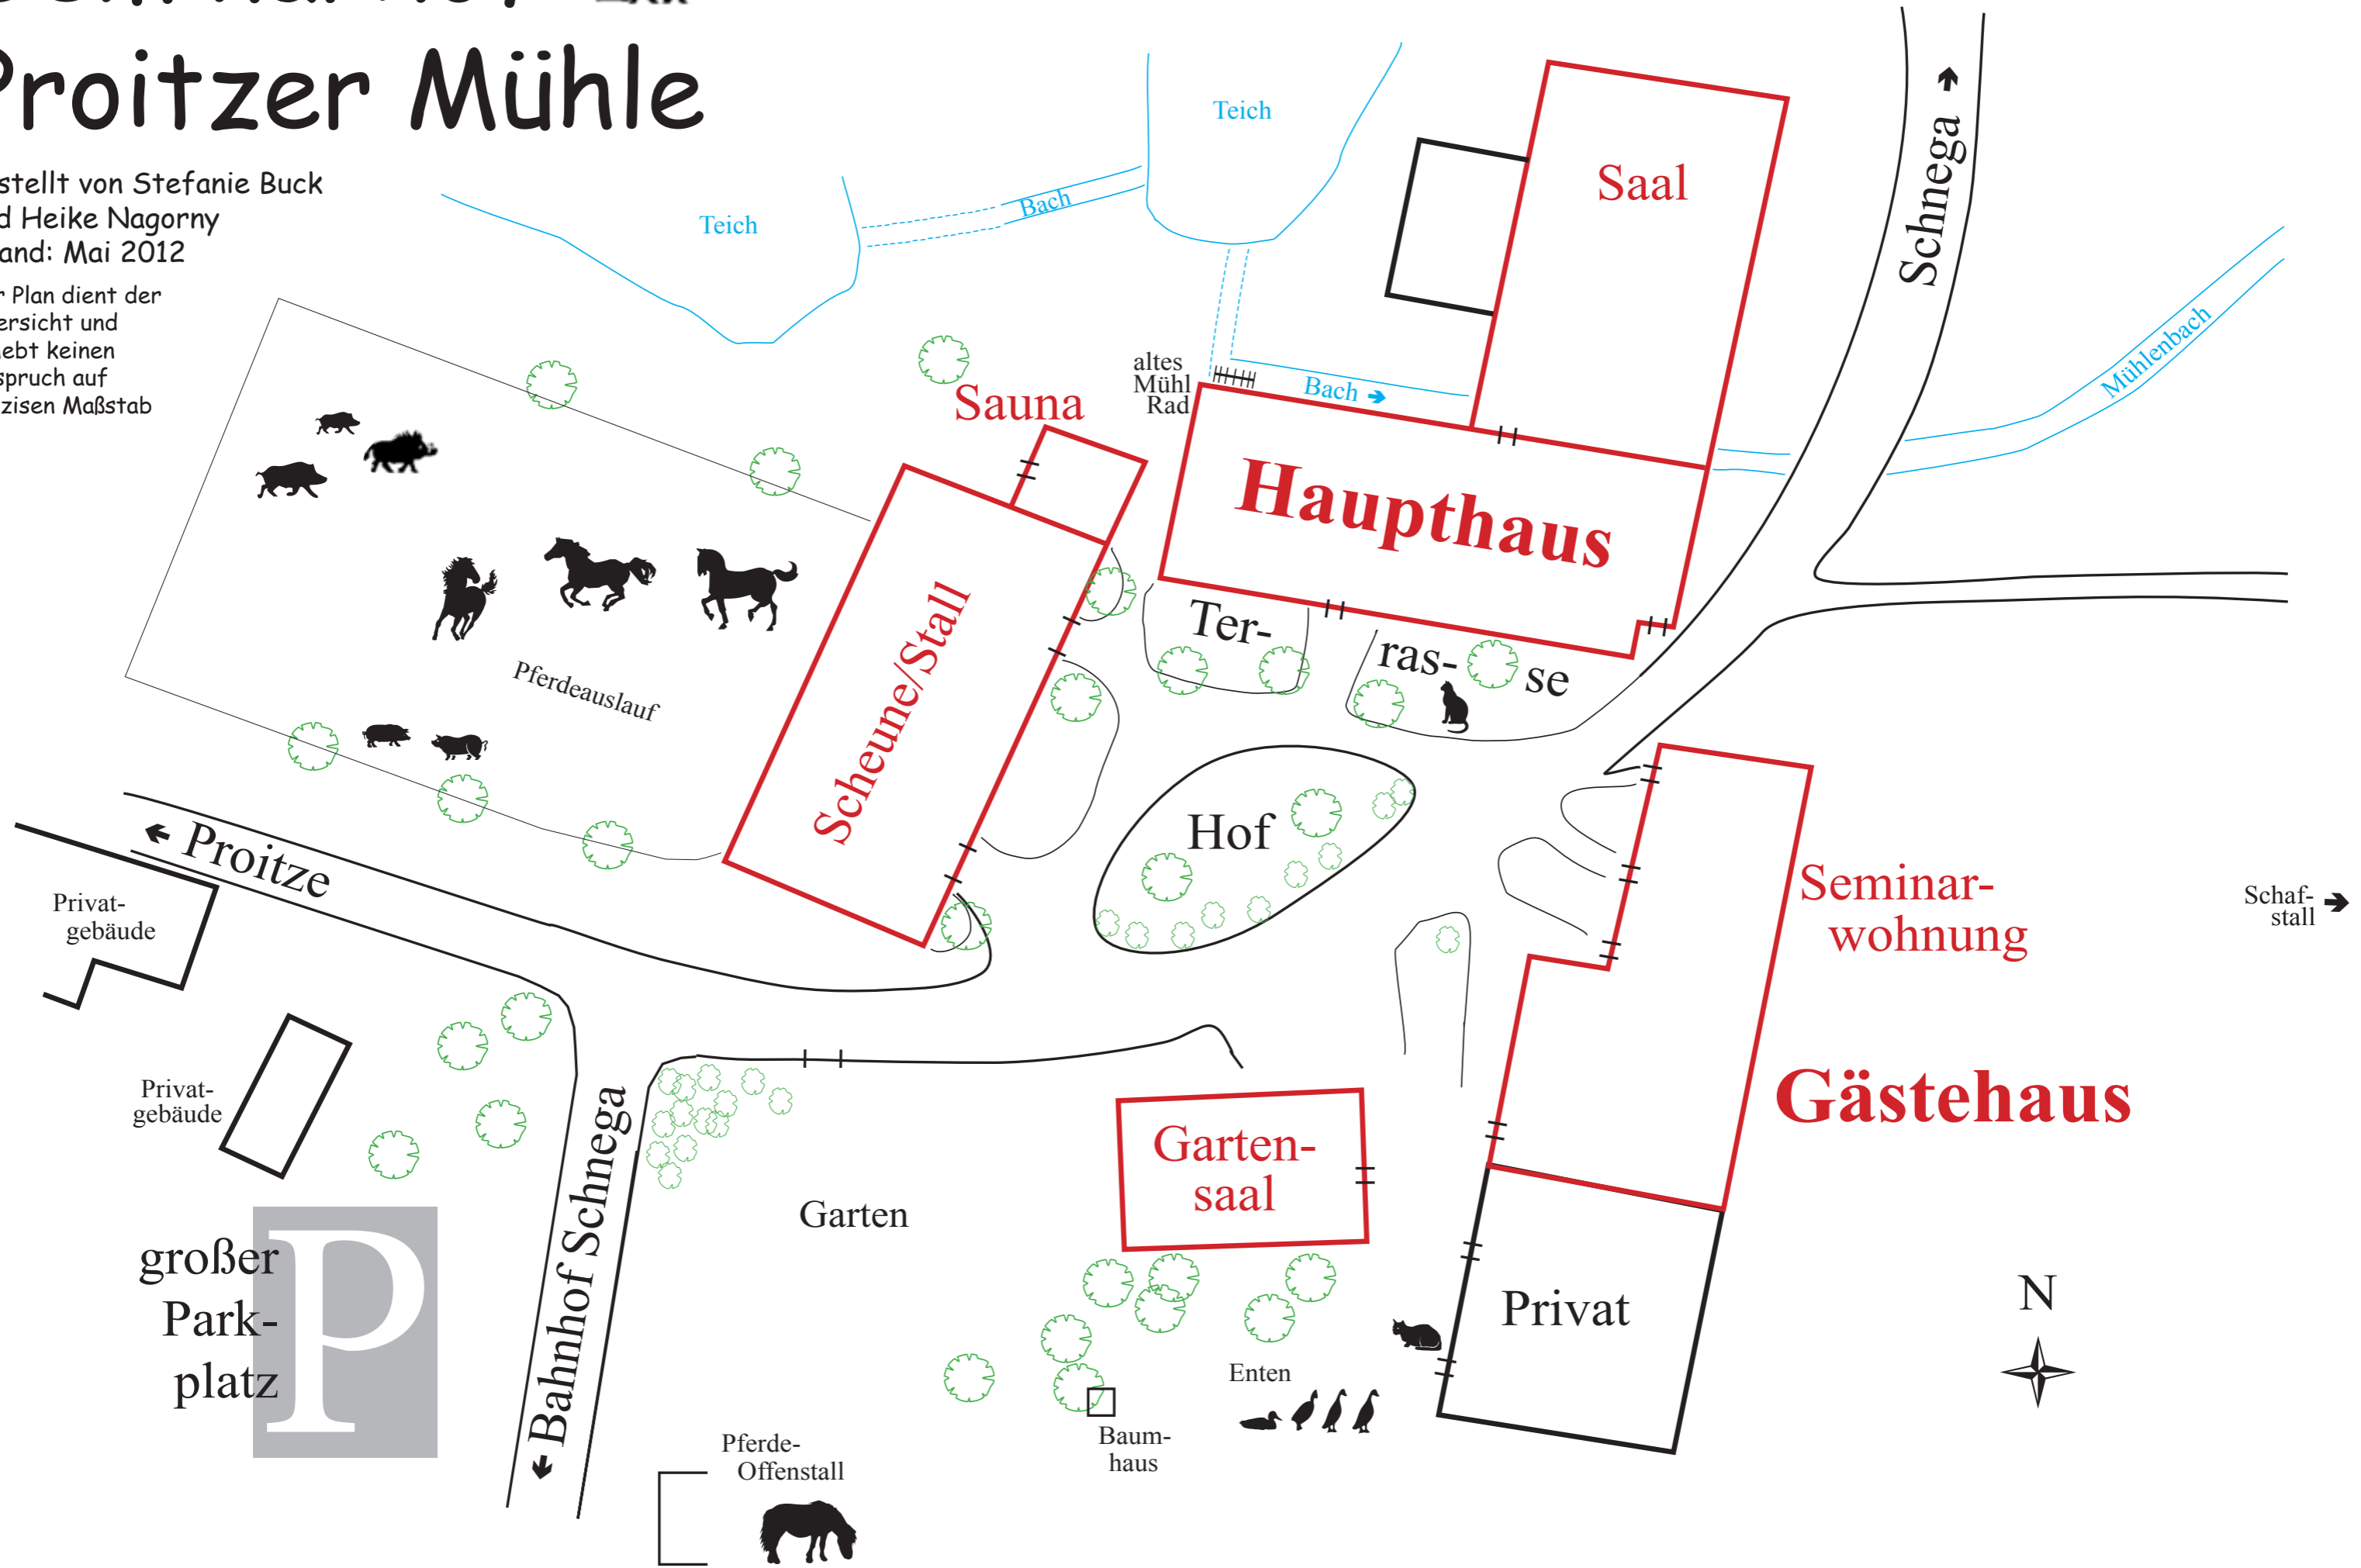 Proitzer Mühle
stellt von Stefanie Buck
d Heike Nagorny
and: Mai 2012
r Plan dient der
ersicht und
ebt keinen
spruch auf
zisen Maßstab
Teich
Bach
Teich
Saal
Schnega
Mühlenbach
altes
Mühl
Rad
Bach
Sauna
Haupthaus
Ter-
ras-
se
Scheune/Stall
Pferdeauslauf
Hof
Proitze
Privat-
gebäude
Seminar-
wohnung
Schaf-
stall
Privat-
gebäude
Gästehaus
Bahnhof Schnega
Garten-
saal
Garten
großer
Park-
platz
P
Privat
N
Enten
Baum-
haus
Pferde-
Offenstall